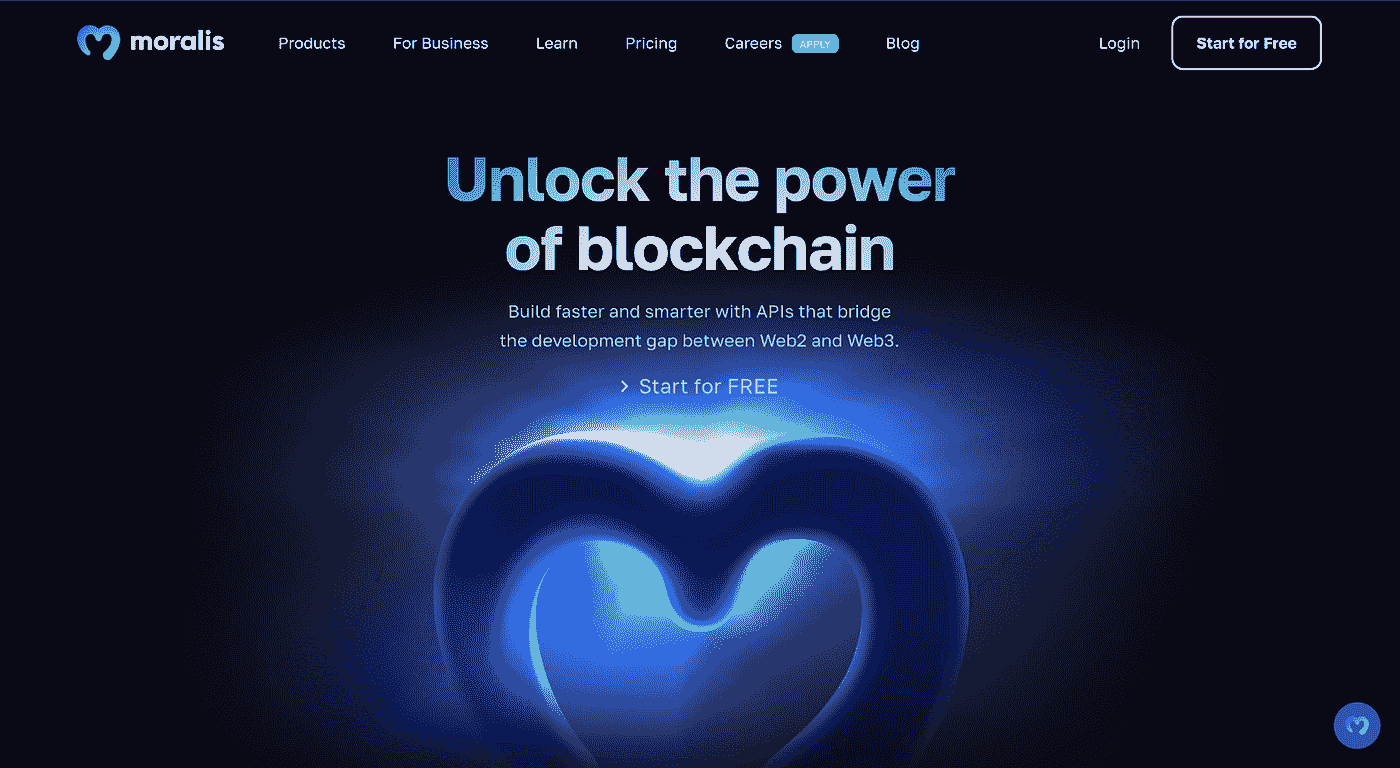 moralis Products For Business Learn Pricing Careers APPLY Blog Login Start for Free
Unlock the power
of blockchain
Build faster and smarter with APIs that bridge
the development gap between Web2 and Web3.
Start for FREE